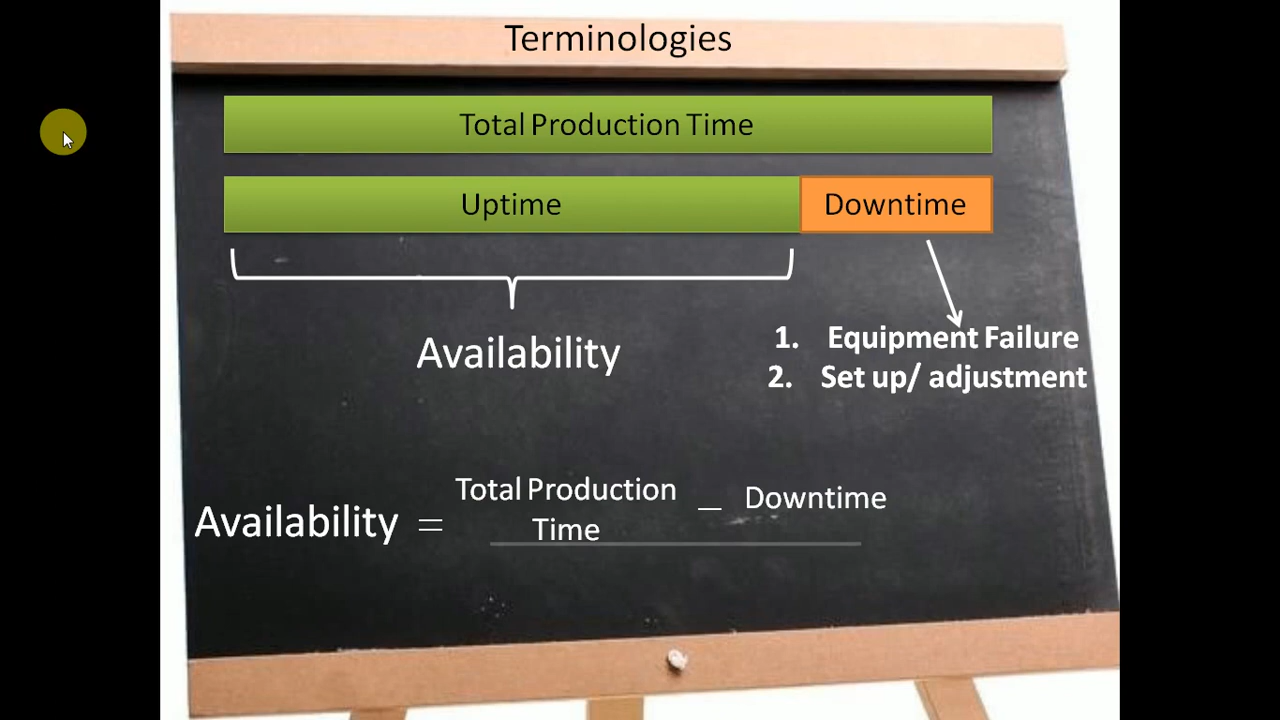 Terminologies
Total Production Time
Uptime
Downtime
Availability
1. Equipment Failure
2. Set up/ adjustment
Availability = Total Production
Time
– Downtime